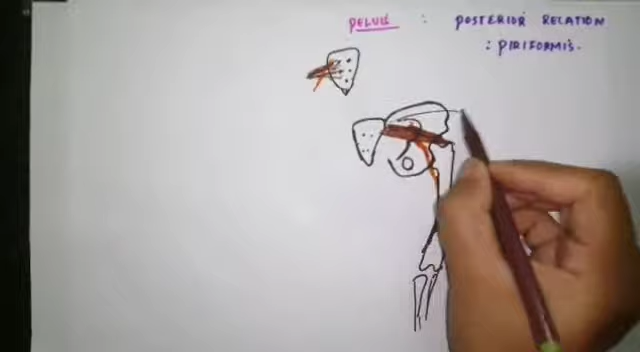 PELVIS : POSTERIOR RELATION
: PIRIFORMIS.